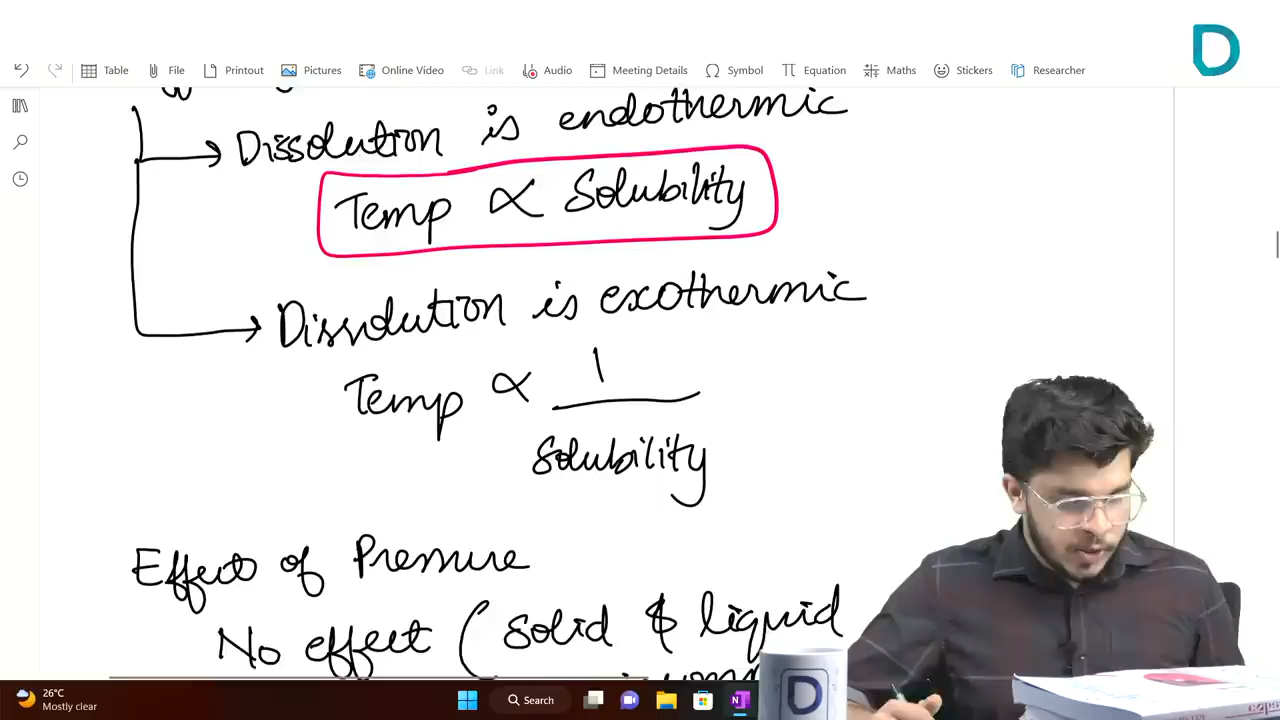 D
Table File Printout Pictures Online Video Link Audio Meeting Details Symbol Equation Maths Stickers Researcher
Dissolution is endothermic
Temp ∝ Solubility
Dissolution is exothermic
Temp ∝ 1
Solubility
Effect of Pressure
No effect ( solid & liquid
D
26°C
Mostly clear
Search